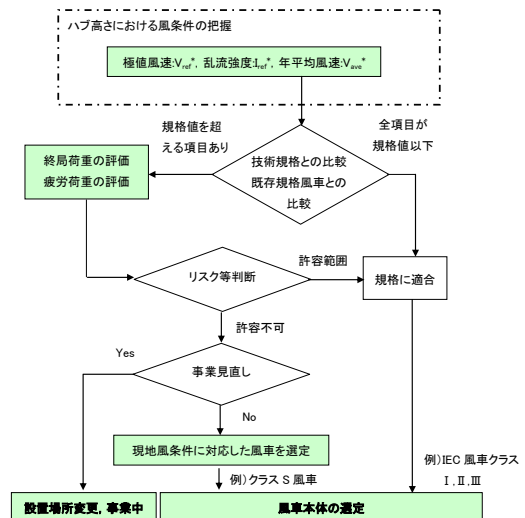 ハブ高さにおける風条件の把握
極値風速:Vref*, 乱流強度:Iref*, 年平均風速:Vave*
規格値を超
える項目あり
全項目が
規格値以下
技術規格との比較
既存規格風車との
比較
終局荷重の評価
疲労荷重の評価
リスク等判断
許容範囲
規格に適合
許容不可
Yes
事業見直し
No
現地風条件に対応した風車を選定
例)クラス S 風車
例)IEC 風車クラス
Ⅰ,Ⅱ,Ⅲ
設置場所変更, 事業中
風車本体の選定